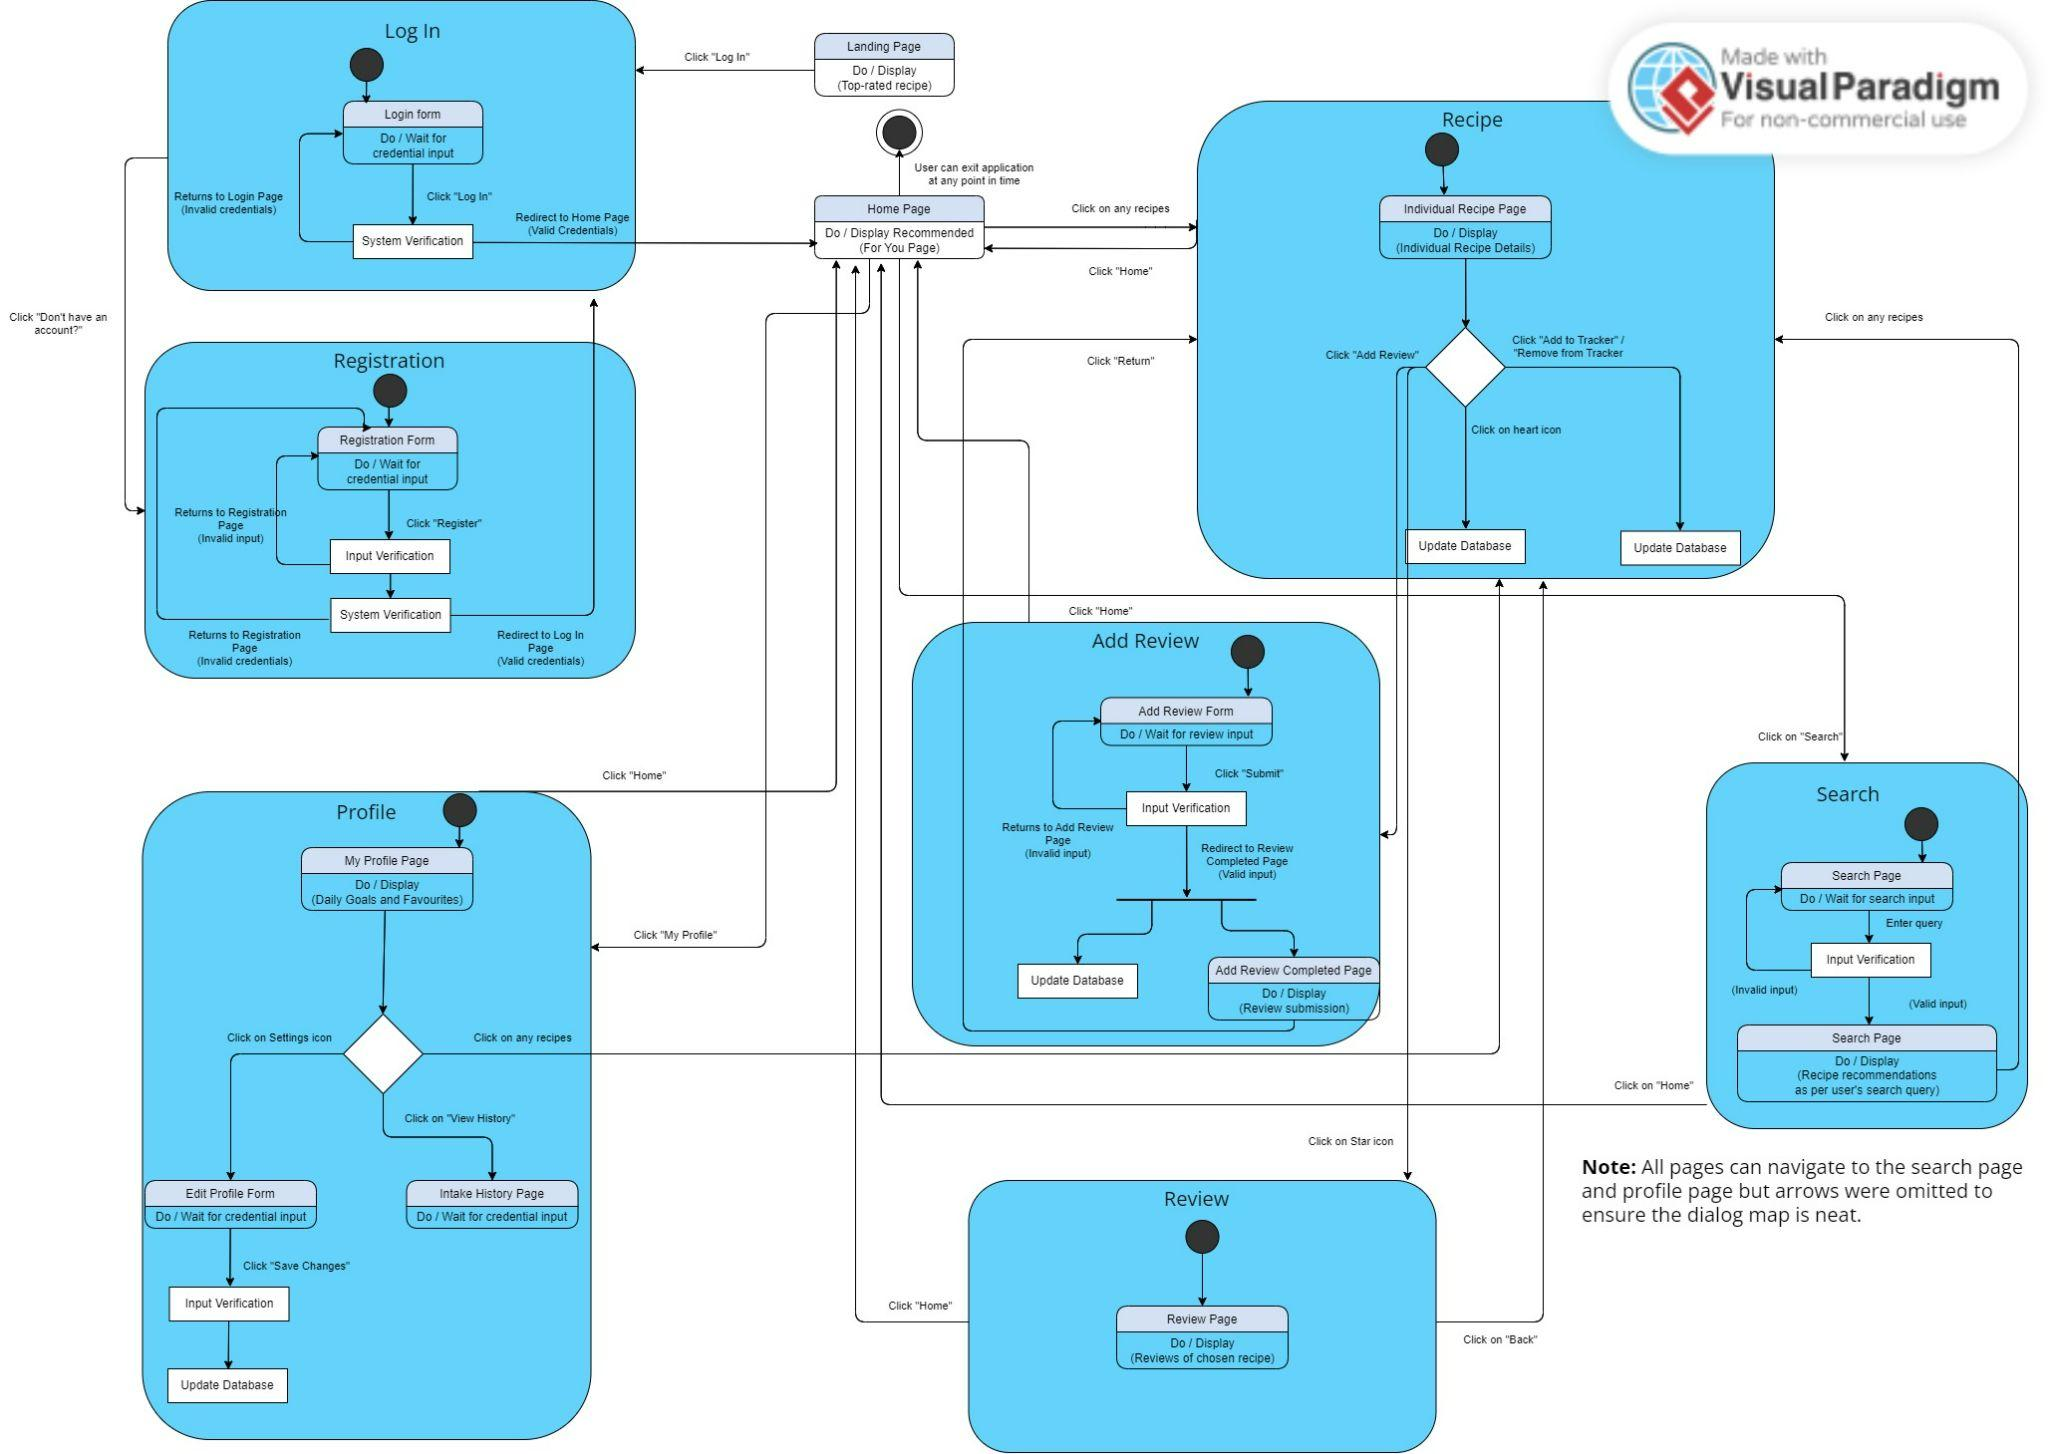 Log In
Login form
Do / Wait for
credential input
Click "Log In"
Returns to Login Page
(Invalid credentials)
System Verification
Redirect to Home Page
(Valid Credentials)
Click "Log In"
Landing Page
Do / Display
(Top-rated recipe)
User can exit application
at any point in time
Home Page
Do / Display Recommended
(For You Page)
Click on any recipes
Click "Home"
Made with
Visual Paradigm
For non-commercial use
Recipe
Individual Recipe Page
Do / Display
(Individual Recipe Details)
Click "Add Review"
Click "Add to Tracker" /
"Remove from Tracker
Click on heart icon
Update Database
Update Database
Click "Return"
Click on any recipes
Click "Don't have an
account?"
Registration
Registration Form
Do / Wait for
credential input
Returns to Registration
Page
(Invalid input)
Click "Register"
Input Verification
System Verification
Returns to Registration
Page
(Invalid credentials)
Redirect to Log In
Page
(Valid credentials)
Click "Home"
Add Review
Add Review Form
Do / Wait for review input
Click "Submit"
Input Verification
Returns to Add Review
Page
(Invalid input)
Redirect to Review
Completed Page
(Valid input)
Update Database
Add Review Completed Page
Do / Display
(Review submission)
Click on "Search"
Search
Search Page
Do / Wait for search input
Enter query
Input Verification
(Invalid input)
(Valid input)
Search Page
Do / Display
(Recipe recommendations
as per user's search query)
Click on "Home"
Click "Home"
Profile
My Profile Page
Do / Display
(Daily Goals and Favourites)
Click "My Profile"
Click on Settings icon
Click on any recipes
Click on "View History"
Edit Profile Form
Do / Wait for credential input
Intake History Page
Do / Wait for credential input
Click "Save Changes"
Input Verification
Update Database
Click on Star icon
Review
Review Page
Do / Display
(Reviews of chosen recipe)
Click "Home"
Click on "Back"
Note: All pages can navigate to the search page
and profile page but arrows were omitted to
ensure the dialog map is neat.